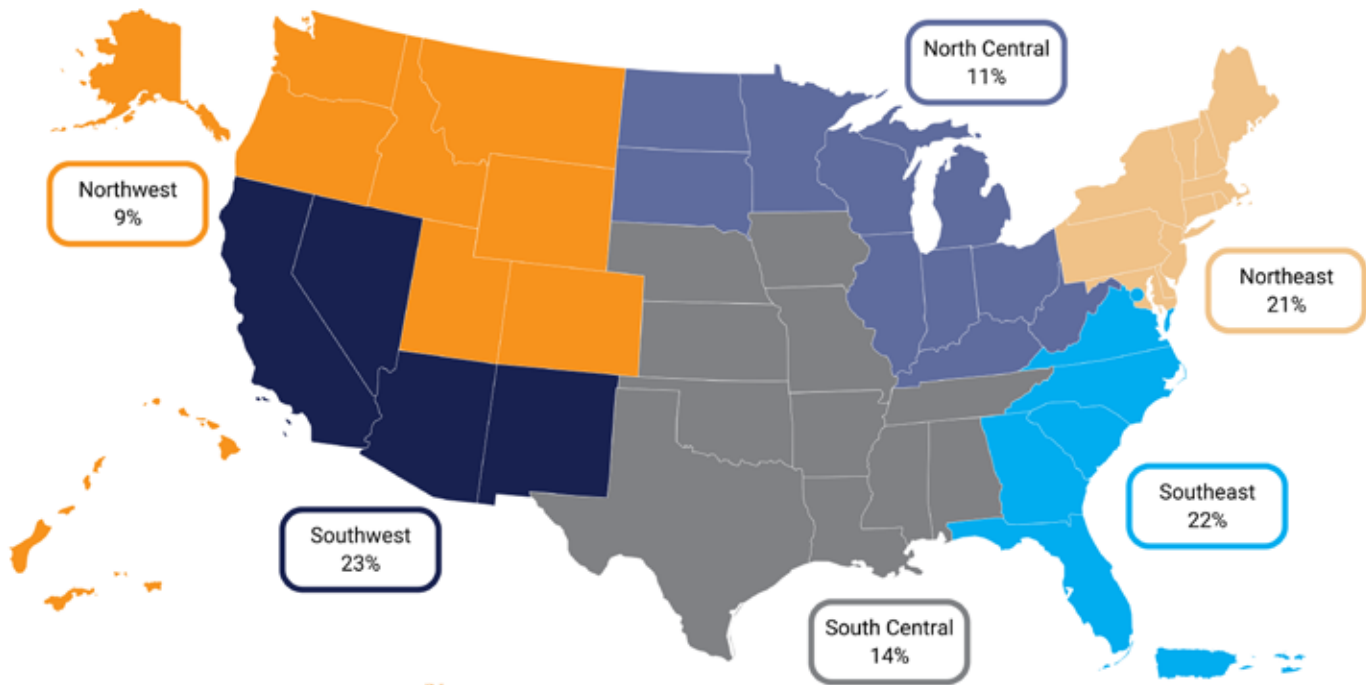 North Central
11%
Northwest
9%
Northeast
21%
Southeast
22%
Southwest
23%
South Central
14%